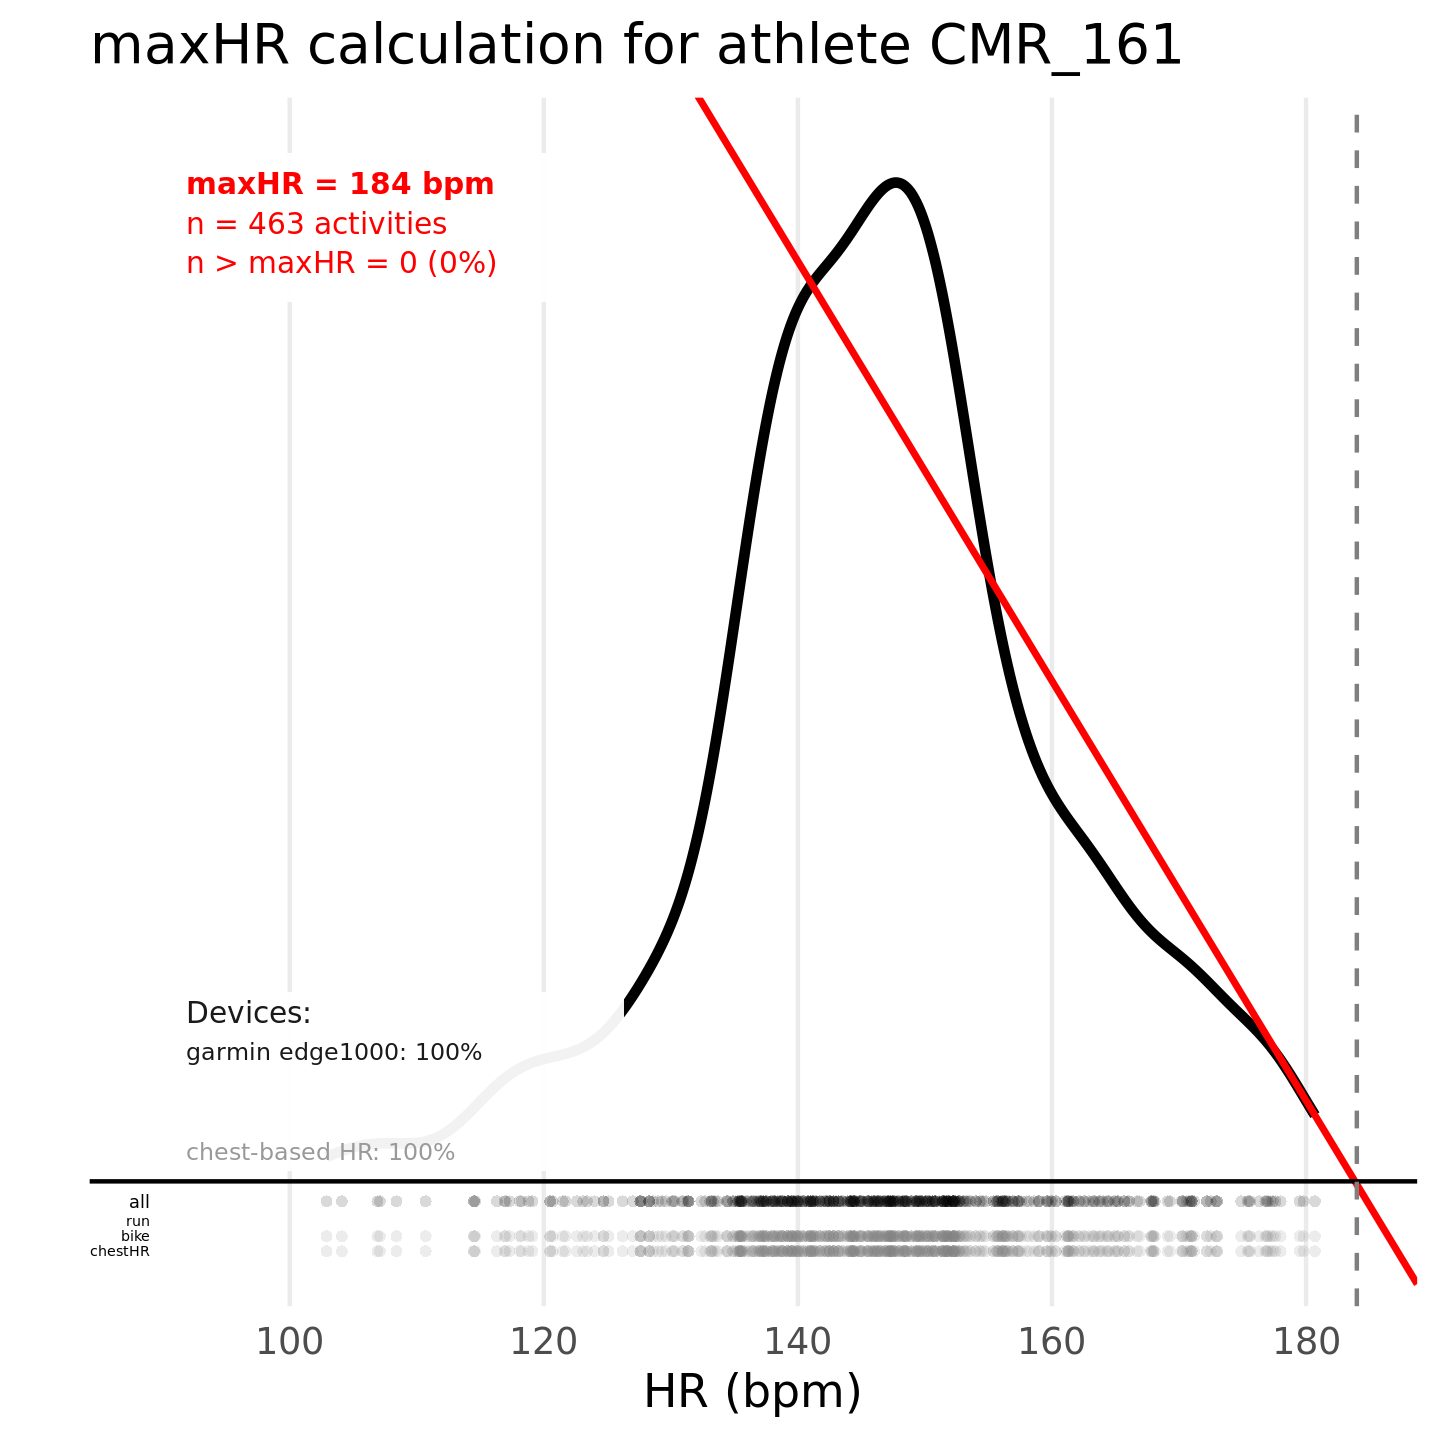 maxHR calculation for athlete CMR_161
maxHR = 184 bpm
n = 463 activities
n > maxHR = 0 (0%)
Devices:
garmin edge1000: 100%
chest-based HR: 100%
all
run
bike
chestHR
100 120 140 160 180
HR (bpm)